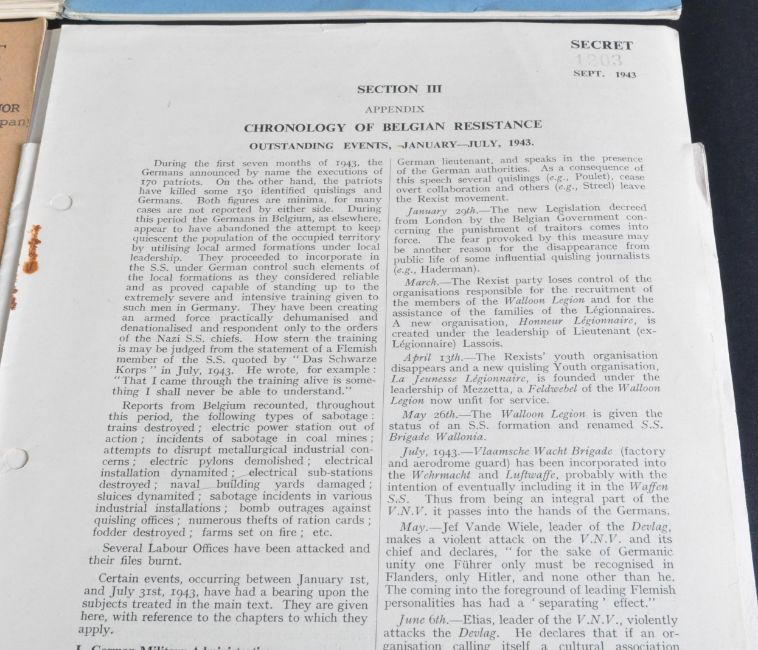 SECRET
1203
SEPT. 1943
SECTION III
APPENDIX
CHRONOLOGY OF BELGIAN RESISTANCE
OUTSTANDING EVENTS, JANUARY—JULY, 1943.
During the first seven months of 1943, the
Germans announced by name the executions of
170 patriots. On the other hand, the patriots
have killed some 150 identified quislings and
Germans. Both figures are minima, for many
cases are not reported by either side. During
this period the Germans in Belgium, as elsewhere,
appear to have abandoned the attempt to keep
quiescent the population of the occupied territory
by utilising local armed formations under local
leadership. They proceeded to incorporate in
the S.S. under German control such elements of
the local formations as they considered reliable
and as proved capable of standing up to the
extremely severe and intensive training given to
such men in Germany. They have been creating
an armed force practically dehumanised and
denationalised and respondent only to the orders
of the Nazi S.S. chiefs. How stern the training
is may be judged from the statement of a Flemish
member of the S.S. quoted by " Das Schwarze
Korps " in July, 1943. He wrote, for example :
" That I came through the training alive is some-
thing I shall never be able to understand."
Reports from Belgium recounted, throughout
this period, the following types of sabotage :
trains destroyed ; electric power station out of
action ; incidents of sabotage in coal mines ;
attempts to disrupt metallurgical industrial con-
cerns ; electric pylons demolished ; electrical
installation dynamited ; electrical sub-stations
destroyed ; naval building yards damaged ;
sluices dynamited ; sabotage incidents in various
industrial installations ; bomb outrages against
quisling offices ; numerous thefts of ration cards ;
fodder destroyed ; farms set on fire ; etc.
Several Labour Offices have been attacked and
their files burnt.
Certain events, occurring between January 1st,
and July 31st, 1943, have had a bearing upon the
subjects treated in the main text. They are given
here, with reference to the chapters to which they
apply.
I. German Military Administration
German lieutenant, and speaks in the presence
of the German authorities. As a consequence of
this speech several quislings (e.g., Poulet), cease
overt collaboration and others (e.g., Streel) leave
the Rexist movement.
January 29th.—The new Legislation decreed
from London by the Belgian Government con-
cerning the punishment of traitors comes into
force. The fear provoked by this measure may
be another reason for the disappearance from
public life of some influential quisling journalists
(e.g., Haderman).
March.—The Rexist party loses control of the
organisations responsible for the recruitment of
the members of the Walloon Legion and for the
assistance of the families of the Légionnaires.
A new organisation, Honneur Légionnaire, is
created under the leadership of Lieutenant (ex-
Légionnaire) Lassois.
April 13th.—The Rexists' youth organisation
disappears and a new quisling Youth organisation,
La Jeunesse Légionnaire, is founded under the
leadership of Mezzetta, a Feldwebel of the Walloon
Legion now unfit for service.
May 26th.—The Walloon Legion is given the
status of an S.S. formation and renamed S.S.
Brigade Wallonia.
July, 1943.—Vlaamsche Wacht Brigade (factory
and aerodrome guard) has been incorporated into
the Wehrmacht and Luftwaffe, probably with the
intention of eventually including it in the Waffen
S.S. Thus from being an integral part of the
V.N.V. it passes into the hands of the Germans.
May.—Jef Vande Wiele, leader of the Devlag,
makes a violent attack on the V.N.V. and its
chief and declares, " for the sake of Germanic
unity one Führer only must be recognised in
Flanders, only Hitler, and none other than he.
The coming into the foreground of leading Flemish
personalities has had a ' separating ' effect."
June 6th.—Elias, leader of the V.N.V., violently
attacks the Devlag. He declares that if an or-
ganisation calling itself a cultural association